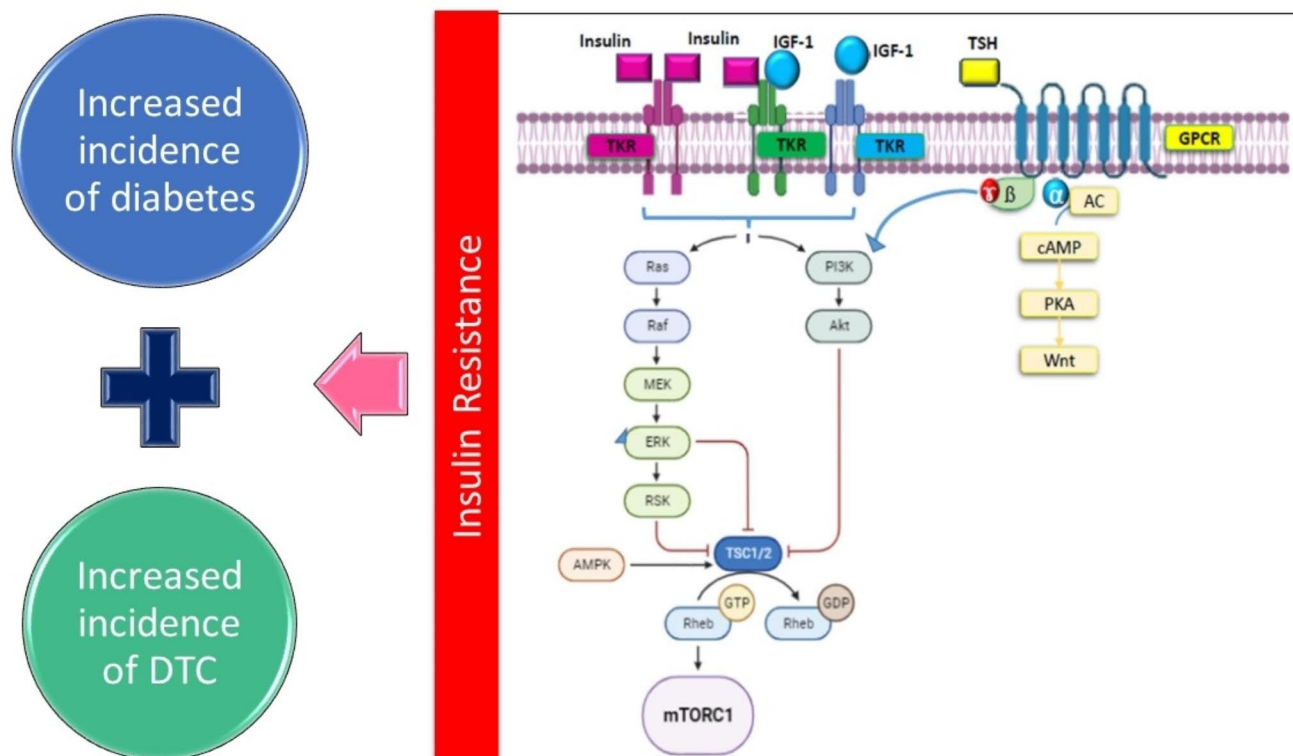 Increased
incidence
of diabetes
Increased
incidence
of DTC
Insulin Resistance
Insulin
Insulin
IGF-1
IGF-1
TSH
TKR
TKR
TKR
GPCR
ɣ
ß
α
AC
cAMP
PKA
Wnt
Ras
PI3K
Raf
Akt
MEK
ERK
RSK
TSC1/2
AMPK
GTP
GDP
Rheb
Rheb
mTORC1